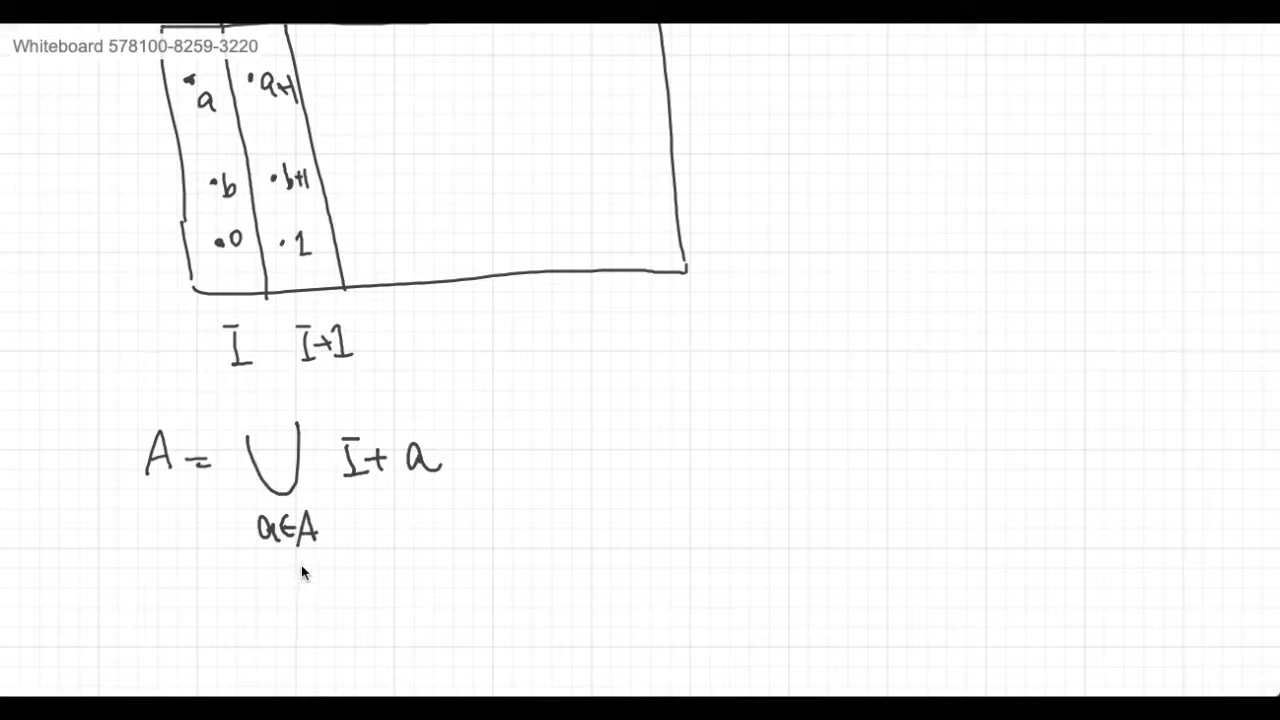 Whiteboard 578100-8259-3220
a a+1
b b+1
0 1
I I+1
A = ⋃ I + a
a∈A